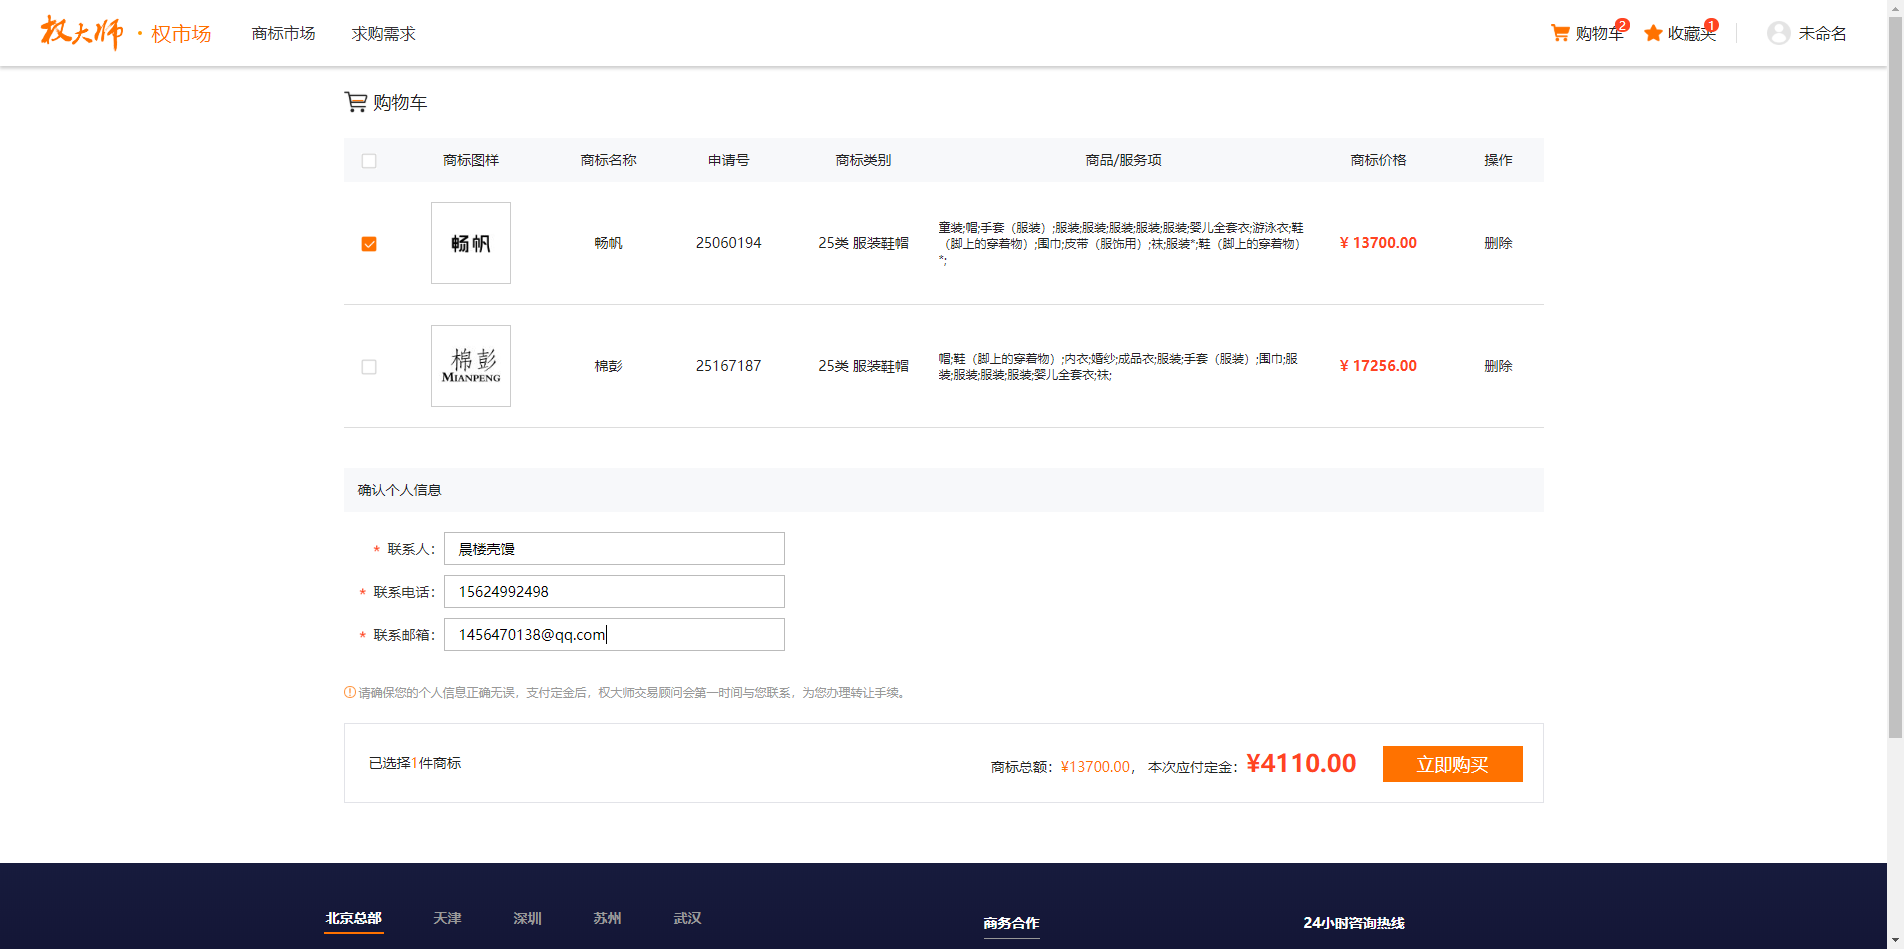 权大师 · 权市场 商标市场 求购需求 购物车 2 收藏夹 1 未命名
购物车
商标图样 商标名称 申请号 商标类别 商品/服务项 商标价格 操作
童装;帽;手套（服装）;服装;服装;服装;服装;服装;婴儿全套衣;游泳衣;鞋
畅帆 畅帆 25060194 25类 服装鞋帽 （脚上的穿着物）;围巾;皮带（服饰用）;袜;服装*;鞋（脚上的穿着物） ¥ 13700.00 删除
*;
棉彭
MIANPENG
棉彭 25167187 25类 服装鞋帽 帽;鞋（脚上的穿着物）;内衣;婚纱;成品衣;服装;手套（服装）;围巾;服 ¥ 17256.00 删除
装;服装;服装;服装;婴儿全套衣;袜;
确认个人信息
* 联系人： 晨楼壳馒
* 联系电话： 15624992498
* 联系邮箱： 1456470138@qq.com
请确保您的个人信息正确无误，支付定金后，权大师交易顾问会第一时间与您联系，为您办理转让手续。
已选择1件商标 商标总额：¥13700.00， 本次应付定金：¥4110.00 立即购买
北京总部 天津 深圳 苏州 武汉 商务合作 24小时咨询热线